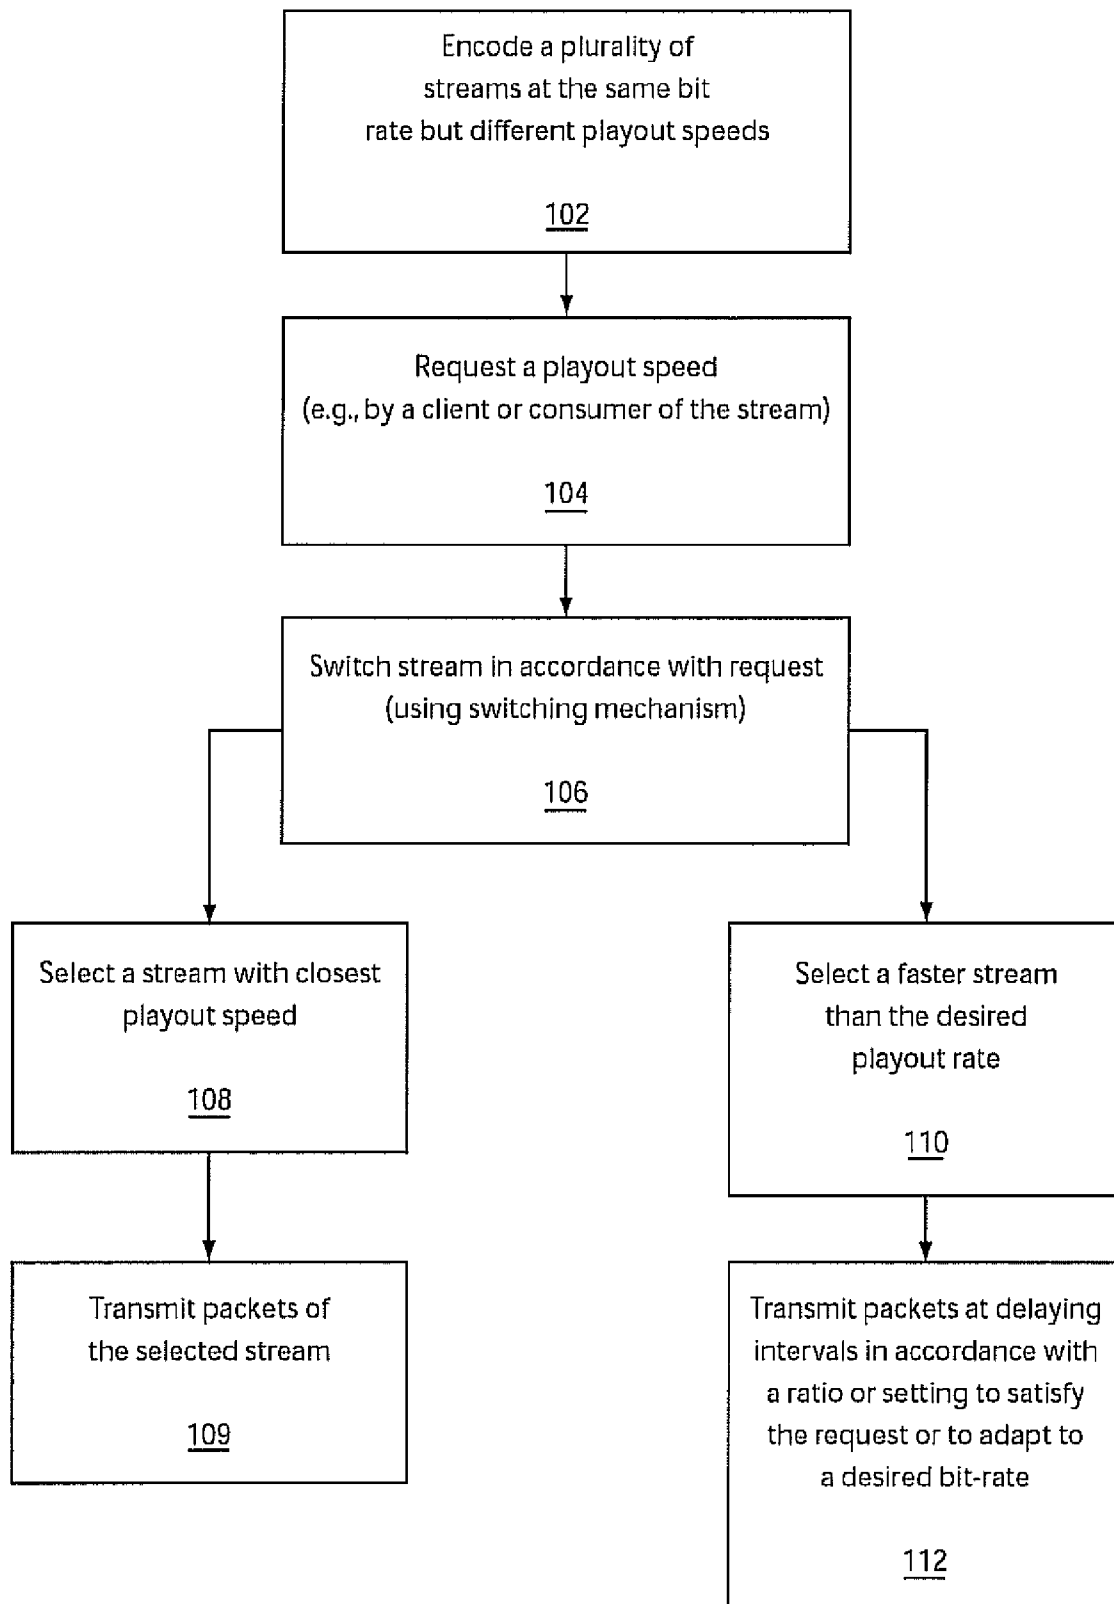 Encode a plurality of
streams at the same bit
rate but different playout speeds
102
Request a playout speed
(e.g., by a client or consumer of the stream)
104
Switch stream in accordance with request
(using switching mechanism)
106
Select a stream with closest
playout speed
108
Select a faster stream
than the desired
playout rate
110
Transmit packets of
the selected stream
109
Transmit packets at delaying
intervals in accordance with
a ratio or setting to satisfy
the request or to adapt to
a desired bit-rate
112